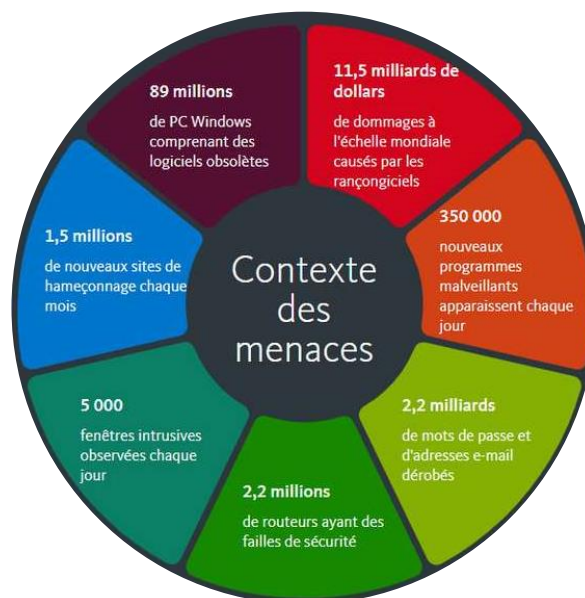 Contexte
des
menaces
11,5 milliards de
dollars
de dommages à
l'échelle mondiale
causés par les
rançongiciels
350 000
nouveaux
programmes
malveillants
apparaissent chaque
jour
2,2 milliards
de mots de passe et
d'adresses e-mail
dérobés
2,2 millions
de routeurs ayant des
failles de sécurité
5 000
fenêtres intrusives
observées chaque
jour
1,5 millions
de nouveaux sites de
hameçonnage chaque
mois
89 millions
de PC Windows
comprenant des
logiciels obsolètes